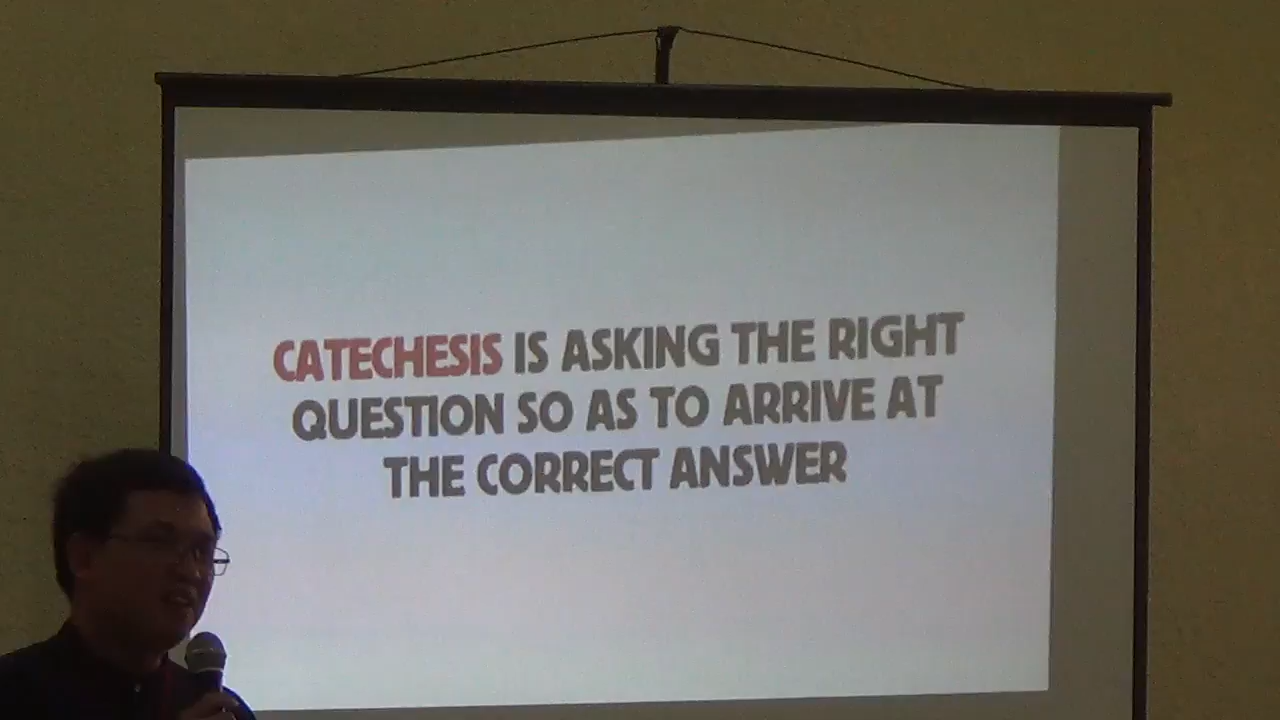 CATECHESIS IS ASKING THE RIGHT
QUESTION SO AS TO ARRIVE AT
THE CORRECT ANSWER